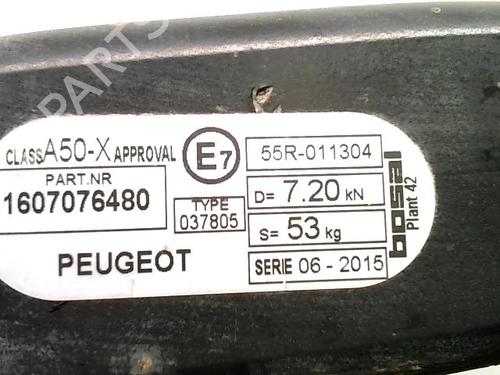 CLASS A50-X APPROVAL
E7
55R-011304
PART.NR
1607076480
TYPE
037805
D= 7.20 kN
S= 53 kg
PEUGEOT
SERIE 06 - 2015
bosal
Plant 42